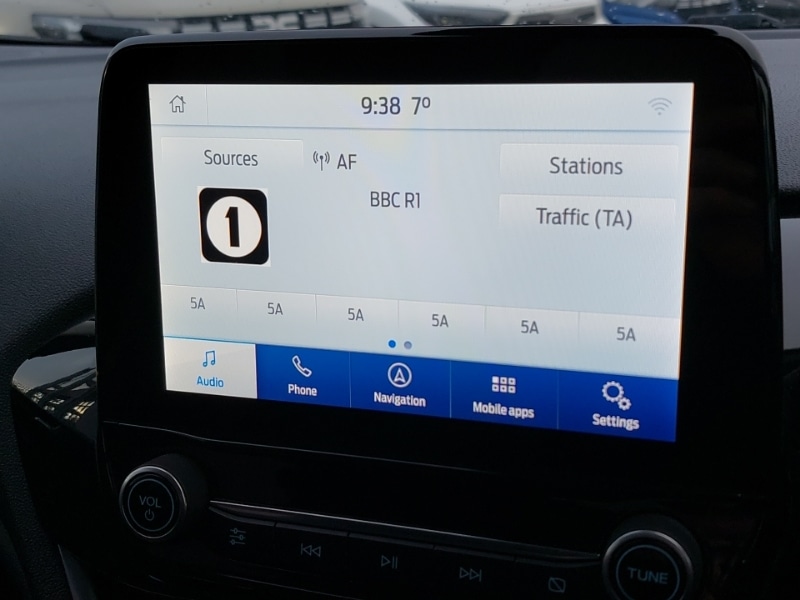 9:38 7º
Sources
AF
Stations
BBC R1
1
Traffic (TA)
5A 5A 5A 5A 5A 5A
Audio Phone Navigation Mobile apps Settings
VOL
TUNE